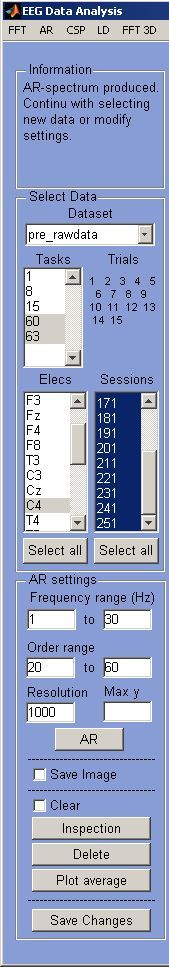 EEG Data Analysis
FFT AR CSP LD FFT 3D
Information
AR-spectrum produced.
Continu with selecting
new data or modify
settings.
Select Data
Dataset
pre_rawdata
Tasks Trials
1
8
15
60
63
1 2 3 4 5
6 7 8 9
10 11 12 13
14 15
Elecs Sessions
F3
Fz
F4
F8
T3
C3
Cz
C4
T4
171
181
191
201
211
221
231
241
251
Select all Select all
AR settings
Frequency range (Hz)
1 to 30
Order range
20 to 60
Resolution Max y
1000
AR
Save Image
Clear
Inspection
Delete
Plot average
Save Changes